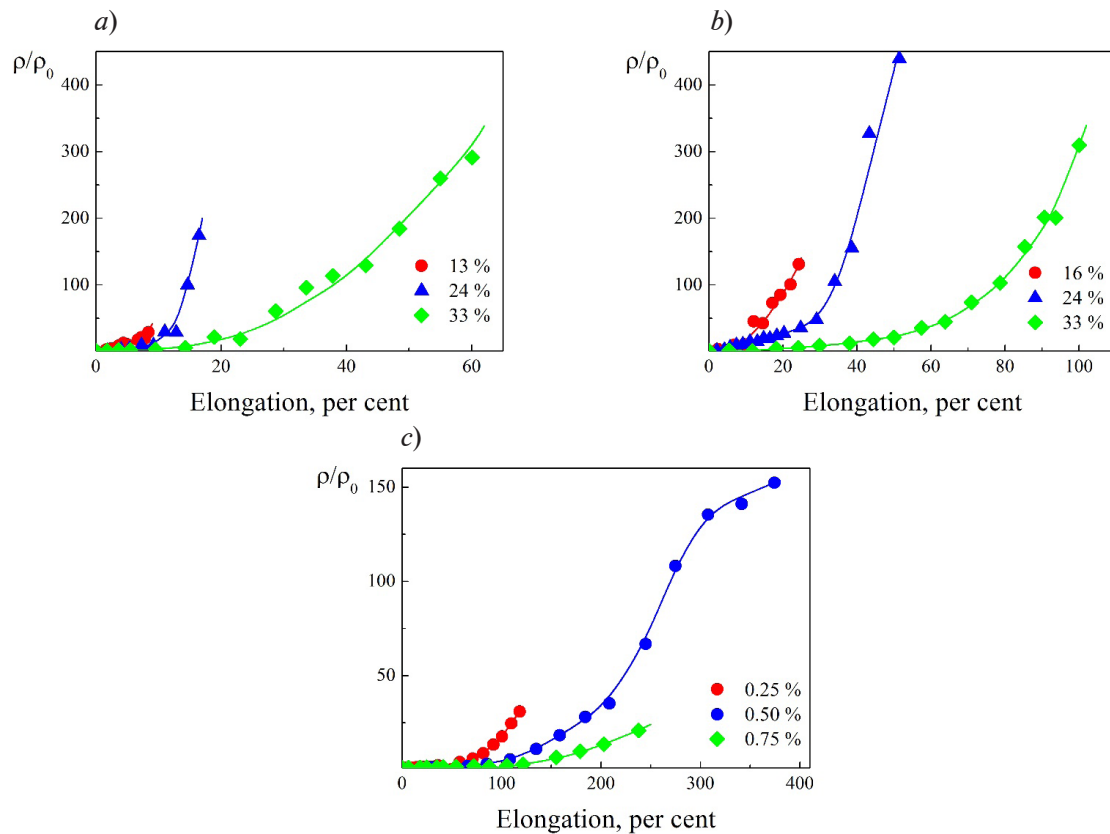 a)
ρ/ρ0
400
300
200
100
0 20 40 60
13 %
24 %
33 %
Elongation, per cent
b)
ρ/ρ0
400
300
200
100
0 20 40 60 80 100
16 %
24 %
33 %
Elongation, per cent
c)
ρ/ρ0
150
100
50
0 100 200 300 400
0.25 %
0.50 %
0.75 %
Elongation, per cent